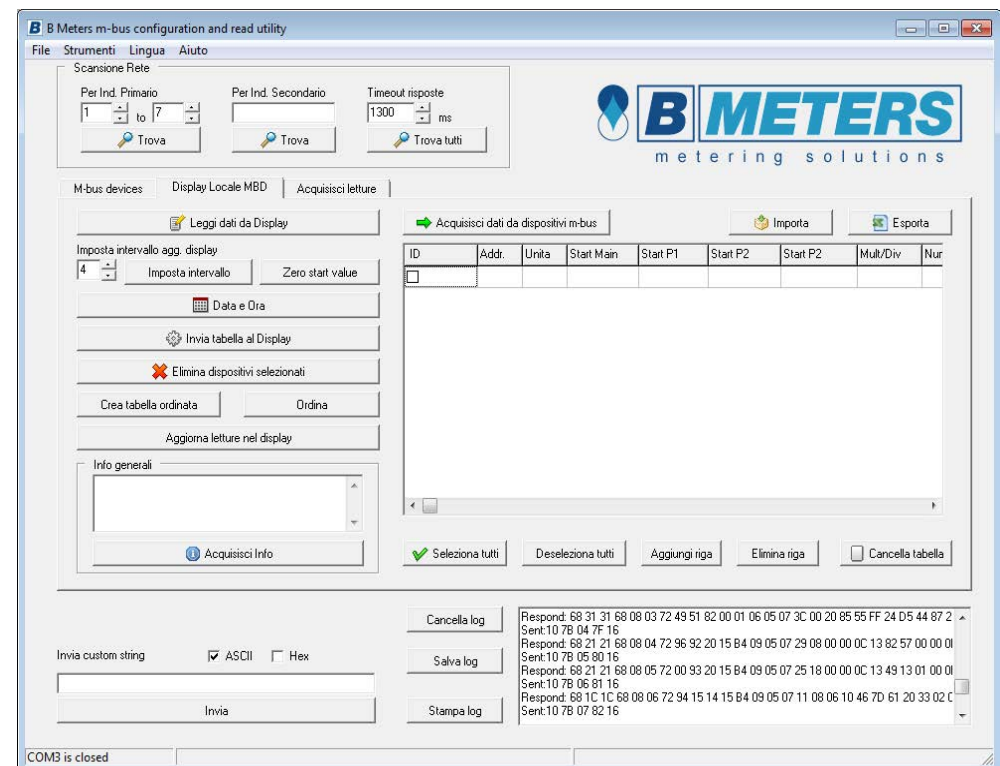 B B Meters m-bus configuration and read utility
File Strumenti Lingua Aiuto
Scansione Rete
Per Ind. Primario Per Ind. Secondario Timeout risposte
1 to 7 1300 ms
Trova Trova Trova tutti
B METERS
metering solutions
M-bus devices Display Locale MBD Acquisisci letture
Leggi dati da Display Acquisisci dati da dispositivi m-bus Importa Esporta
Imposta intervallo agg. display
4 Imposta intervallo Zero start value
ID Addr. Unita Start Main Start P1 Start P2 Start P2 Mult/Div Nur
Data e Ora
Invia tabella al Display
Elimina dispositivi selezionati
Crea tabella ordinata Ordina
Aggiorna letture nel display
Info generali
Acquisisci Info
Seleziona tutti Deseleziona tutti Aggiungi riga Elimina riga Cancella tabella
Cancella log
Salva log
Stampa log
Respond: 68 31 31 68 08 03 72 49 51 82 00 01 06 05 07 3C 00 20 85 55 FF 24 D5 44 87 2
Sent:10 7B 04 7F 16
Respond: 68 21 21 68 08 04 72 96 92 20 15 B4 09 05 07 29 08 00 00 0C 13 82 57 00 00
Sent:10 7B 05 80 16
Respond: 68 21 21 68 08 05 72 00 93 20 15 B4 09 05 07 25 18 00 00 0C 13 49 13 01 00
Sent:10 7B 06 81 16
Respond: 68 1C 1C 68 08 06 72 94 15 14 15 B4 09 05 07 11 08 06 10 46 7D 61 20 33 02
Sent:10 7B 07 82 16
Invia custom string ASCII Hex
Invia
COM3 is closed